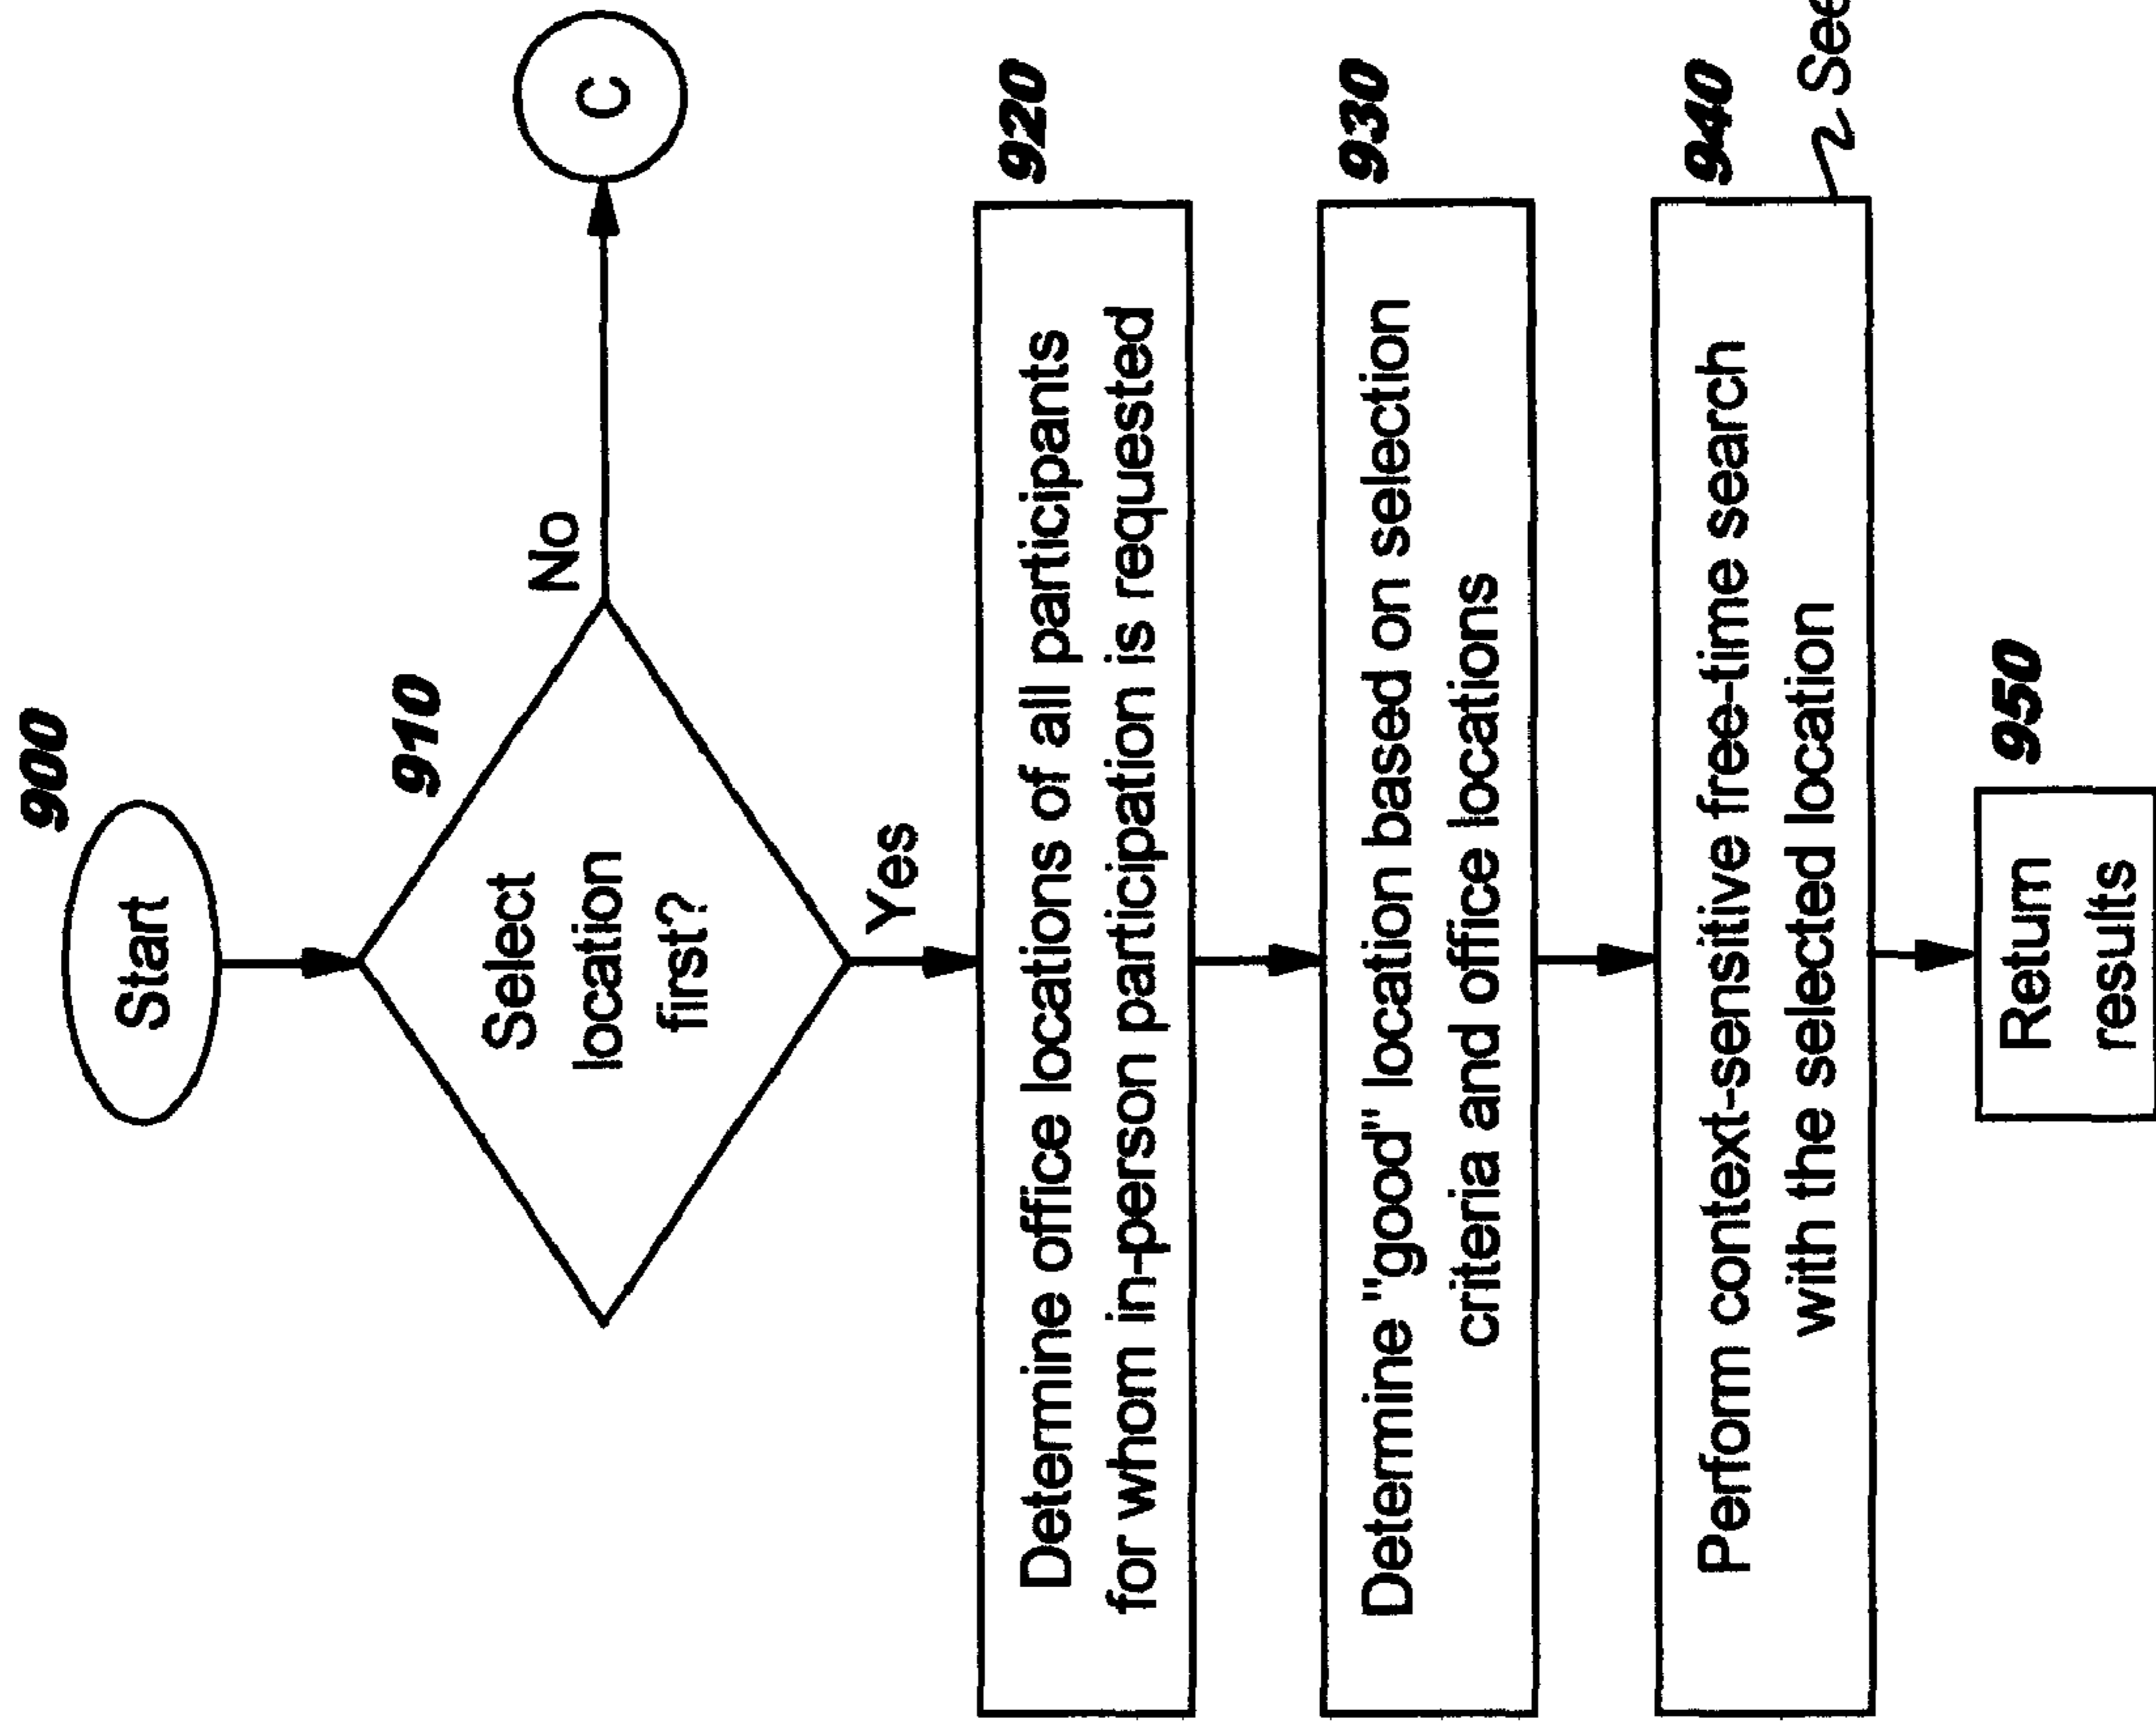 900
Start
910
Select
location
first?
No
C
Yes
920
Determine office locations of all participants
for whom in-person participation is requested
930
Determine "good" location based on selection
criteria and office locations
940
Perform context-sensitive free-time search
with the selected location
See
950
Return
results